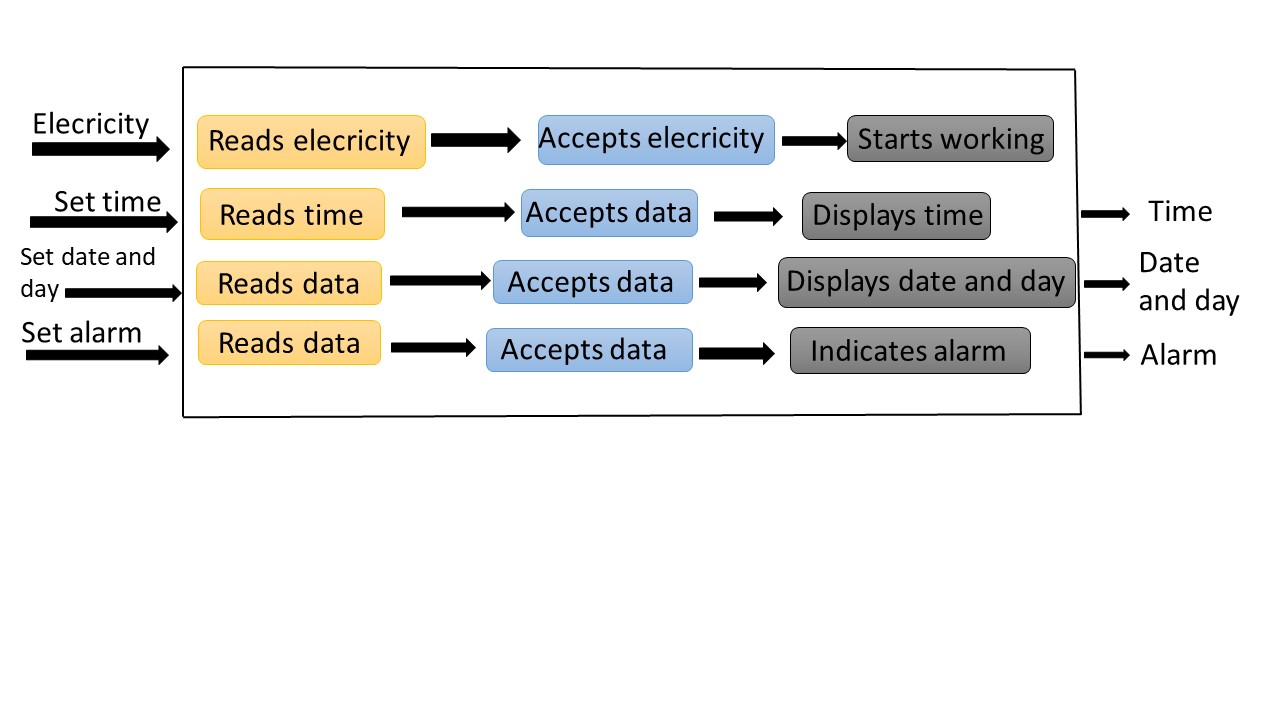 Elecricity
Reads elecricity
Accepts elecricity
Starts working
Set time
Reads time
Accepts data
Displays time
Time
Set date and
day
Reads data
Accepts data
Displays date and day
Date
and day
Set alarm
Reads data
Accepts data
Indicates alarm
Alarm